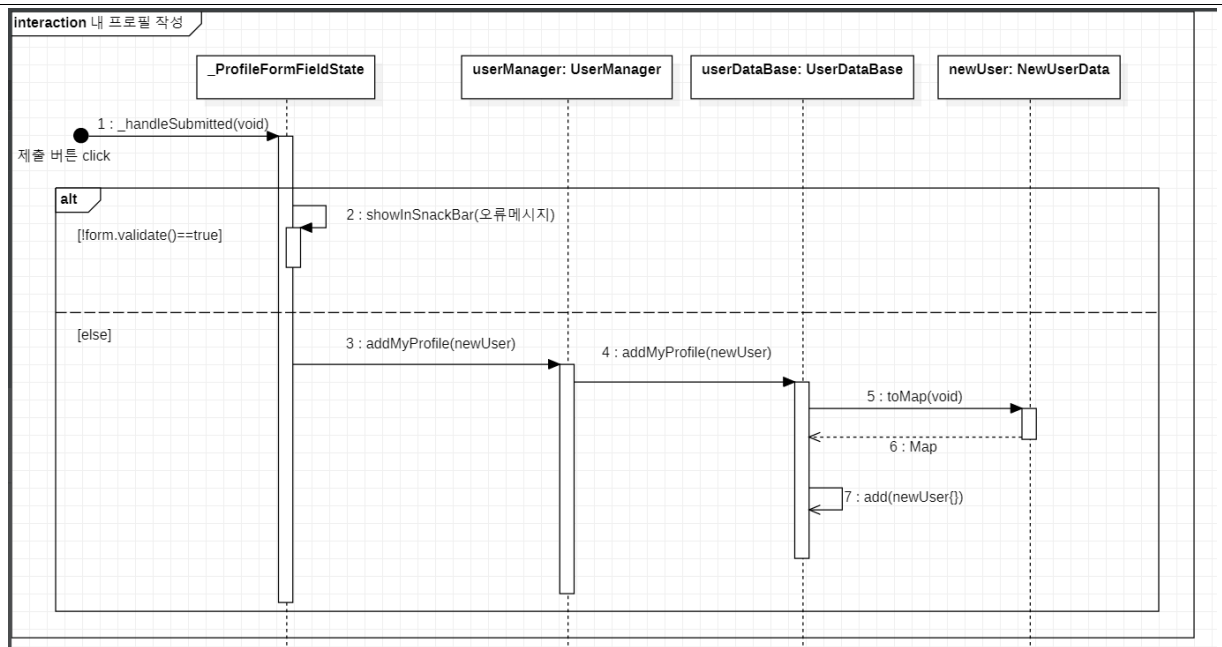 interaction 내 프로필 작성
_ProfileFormFieldState
userManager: UserManager
userDataBase: UserDataBase
newUser: NewUserData
1 : _handleSubmitted(void)
제출 버튼 click
alt
2 : showInSnackBar(오류메시지)
[!form.validate()==true]
[else]
3 : addMyProfile(newUser)
4 : addMyProfile(newUser)
5 : toMap(void)
6 : Map
7 : add(newUser{})